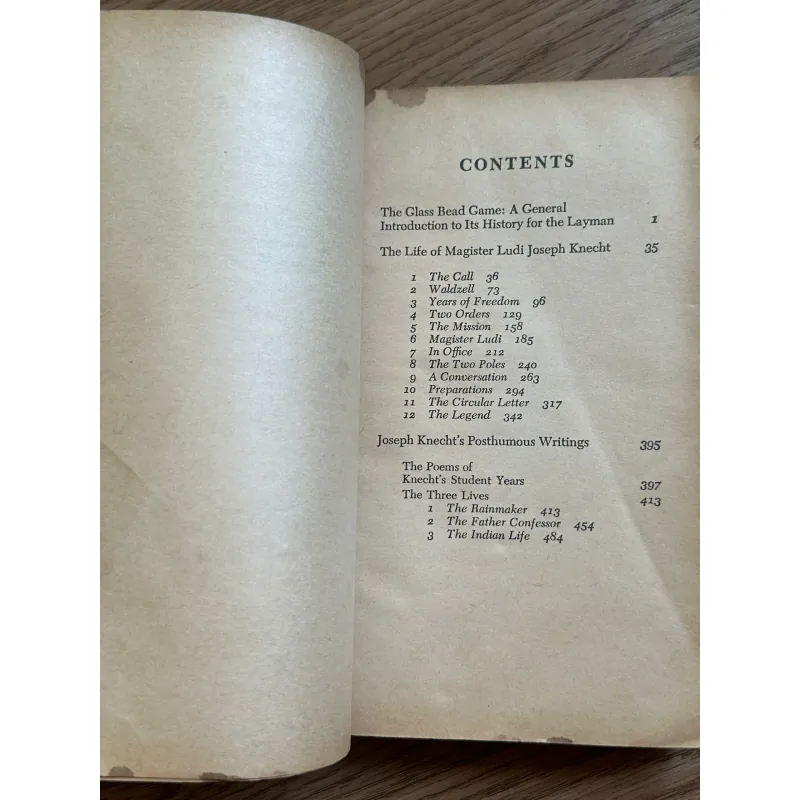 CONTENTS
The Glass Bead Game: A General
Introduction to Its History for the Layman 1
The Life of Magister Ludi Joseph Knecht 35
1 The Call 36
2 Waldzell 73
3 Years of Freedom 96
4 Two Orders 129
5 The Mission 158
6 Magister Ludi 185
7 In Office 212
8 The Two Poles 240
9 A Conversation 263
10 Preparations 294
11 The Circular Letter 317
12 The Legend 342
Joseph Knecht's Posthumous Writings 395
The Poems of
Knecht's Student Years 397
The Three Lives 413
1 The Rainmaker 413
2 The Father Confessor 454
3 The Indian Life 484